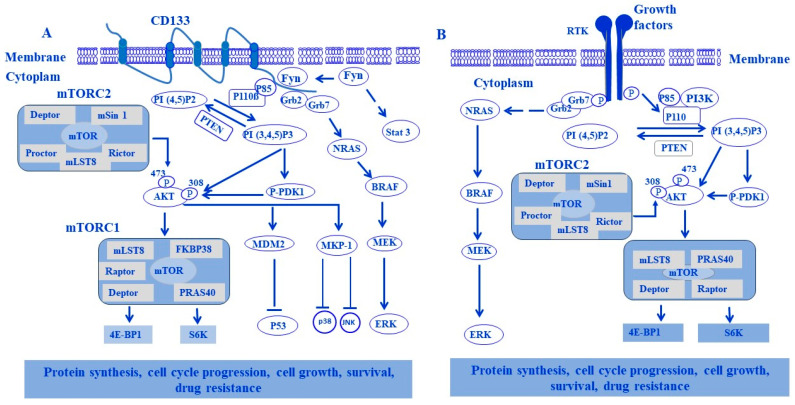 A
CD133
Membrane
Cytoplam
Fyn
Fyn
P85
P110ß
Grb2
Grb7
Stat 3
PI (4,5)P2
PTEN
PI (3,4,5)P3
NRAS
mTORC2
Deptor
mSin 1
mTOR
Proctor
Rictor
mLST8
473
P
308
P
AKT
P-PDK1
BRAF
mTORC1
mLST8
FKBP38
Raptor
mTOR
Deptor
PRAS40
MDM2
MKP-1
MEK
P53
p38
JNK
ERK
4E-BP1
S6K
Protein synthesis, cell cycle progression, cell growth, survival,
drug resistance
B
RTK
Growth
factors
Membrane
Cytoplasm
NRAS
Grb2
Grb7
P
P
P85
PI3K
P110
PI (4,5)P2
PTEN
PI (3,4,5)P3
mTORC2
Deptor
mSin1
mTOR
Proctor
Rictor
mLST8
308
P
473
P
AKT
P-PDK1
BRAF
MEK
ERK
mLST8
PRAS40
mTOR
Deptor
Raptor
4E-BP1
S6K
Protein synthesis, cell cycle progression, cell growth,
survival, drug resistance